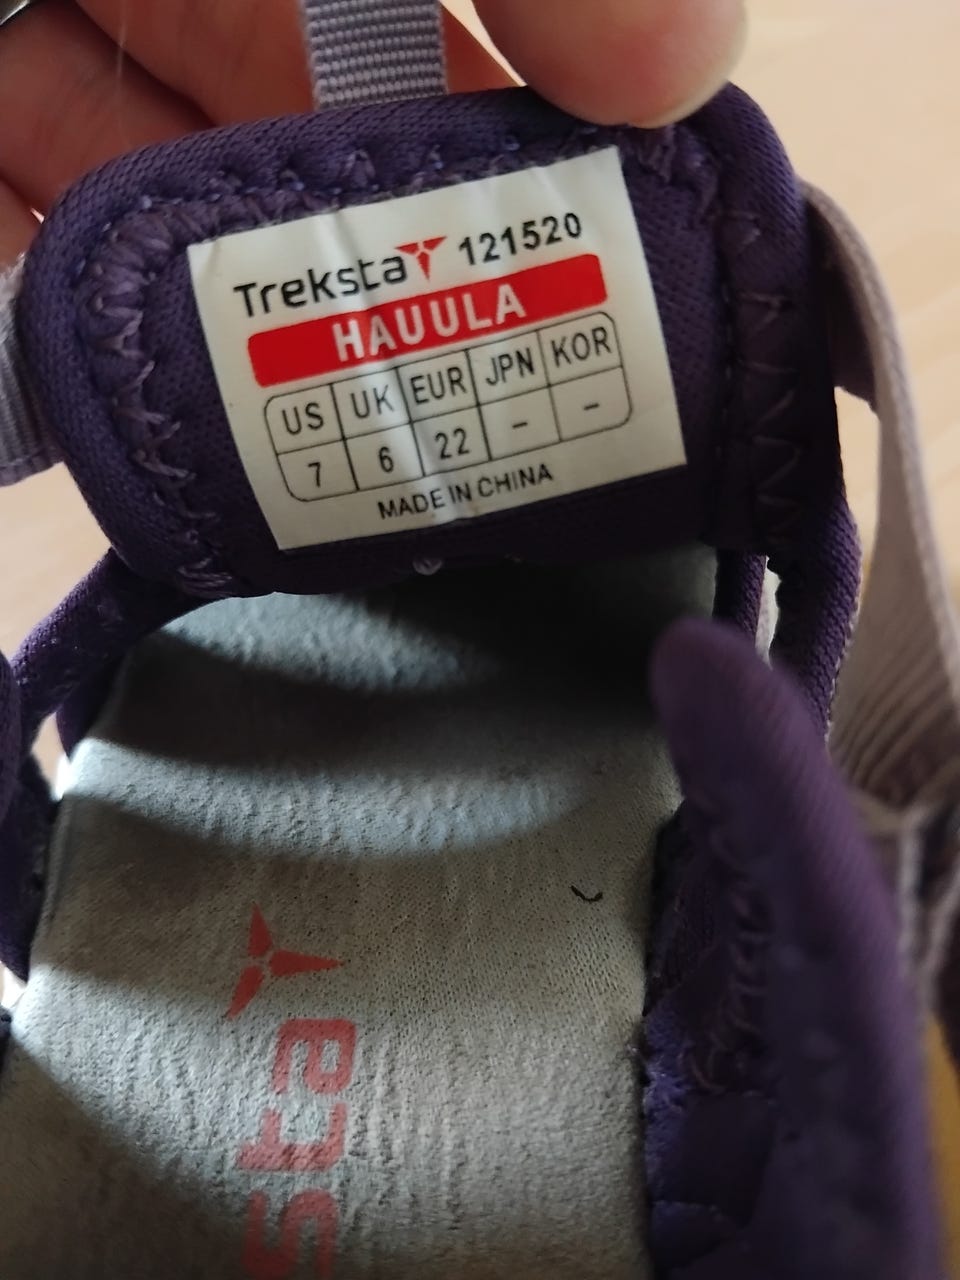 Treksta 121520
HAUULA
US UK EUR JPN KOR
7 6 22 – –
MADE IN CHINA
sta